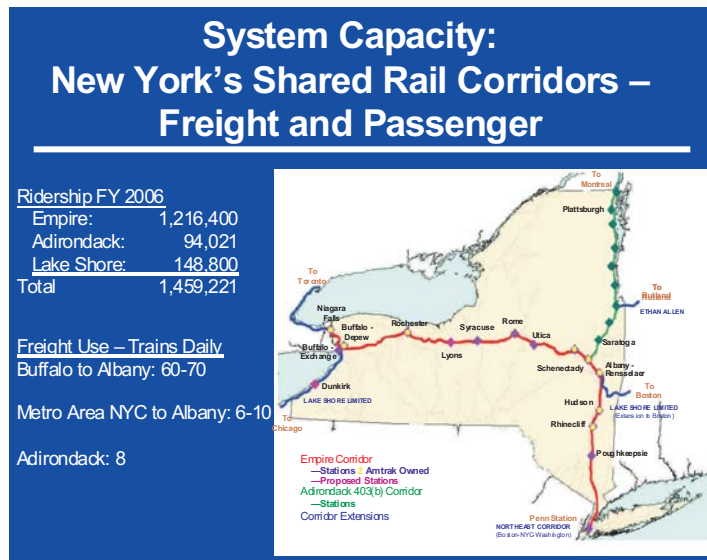 System Capacity:
New York's Shared Rail Corridors –
Freight and Passenger
Ridership FY 2006
Empire: 1,216,400
Adirondack: 94,021
Lake Shore: 148,800
Total 1,459,221
Freight Use – Trains Daily
Buffalo to Albany: 60-70
Metro Area NYC to Albany: 6-10
Adirondack: 8
To
Montreal
Plattsburgh
To
Toronto
To
Rutland
ETHAN ALLEN
Niagara
Falls
Buffalo -
Depew
Rochester
Syracuse
Rome
Utica
Saratoga
Buffalo -
Exchange
Lyons
Schenectady
Albany -
Rensselaer
Dunkirk
LAKE SHORE LIMITED
To
Chicago
To
Boston
LAKE SHORE LIMITED
(Extension to Boston)
Hudson
Rhinecliff
Poughkeepsie
Empire Corridor
—Stations 2 Amtrak Owned
—Proposed Stations
Adirondack 403(b) Corridor
—Stations
Corridor Extensions
Penn Station
NORTHEAST CORRIDOR
(Boston-NYC-Washington)